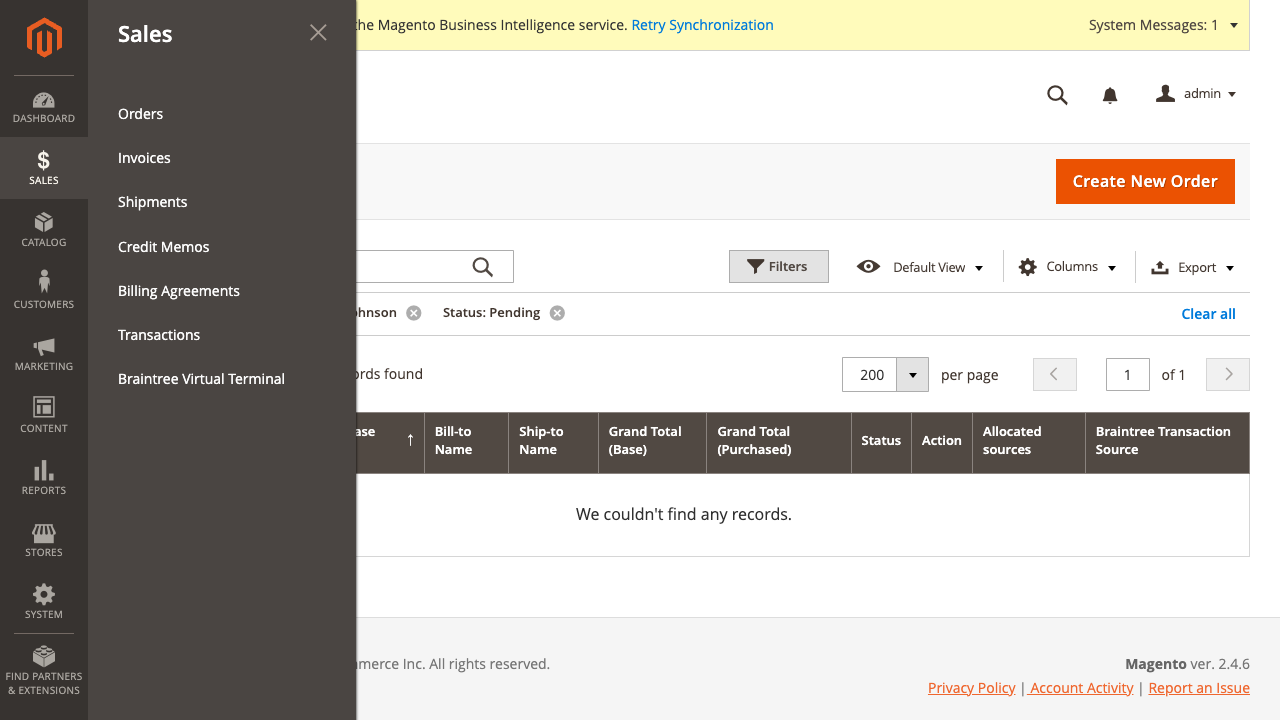 Sales
the Magento Business Intelligence service. Retry Synchronization
System Messages: 1
DASHBOARD
SALES
CATALOG
CUSTOMERS
MARKETING
CONTENT
REPORTS
STORES
SYSTEM
FIND PARTNERS
& EXTENSIONS
Orders
Invoices
Shipments
Credit Memos
Billing Agreements
Transactions
Braintree Virtual Terminal
admin
Create New Order
Filters
Default View
Columns
Export
Status: Pending
Clear all
found
200
per page
1
of 1
Bill-to
Name
Ship-to
Name
Grand Total
(Base)
Grand Total
(Purchased)
Status
Action
Allocated
sources
Braintree Transaction
Source
We couldn't find any records.
Inc. All rights reserved.
Magento ver. 2.4.6
Privacy Policy | Account Activity | Report an Issue